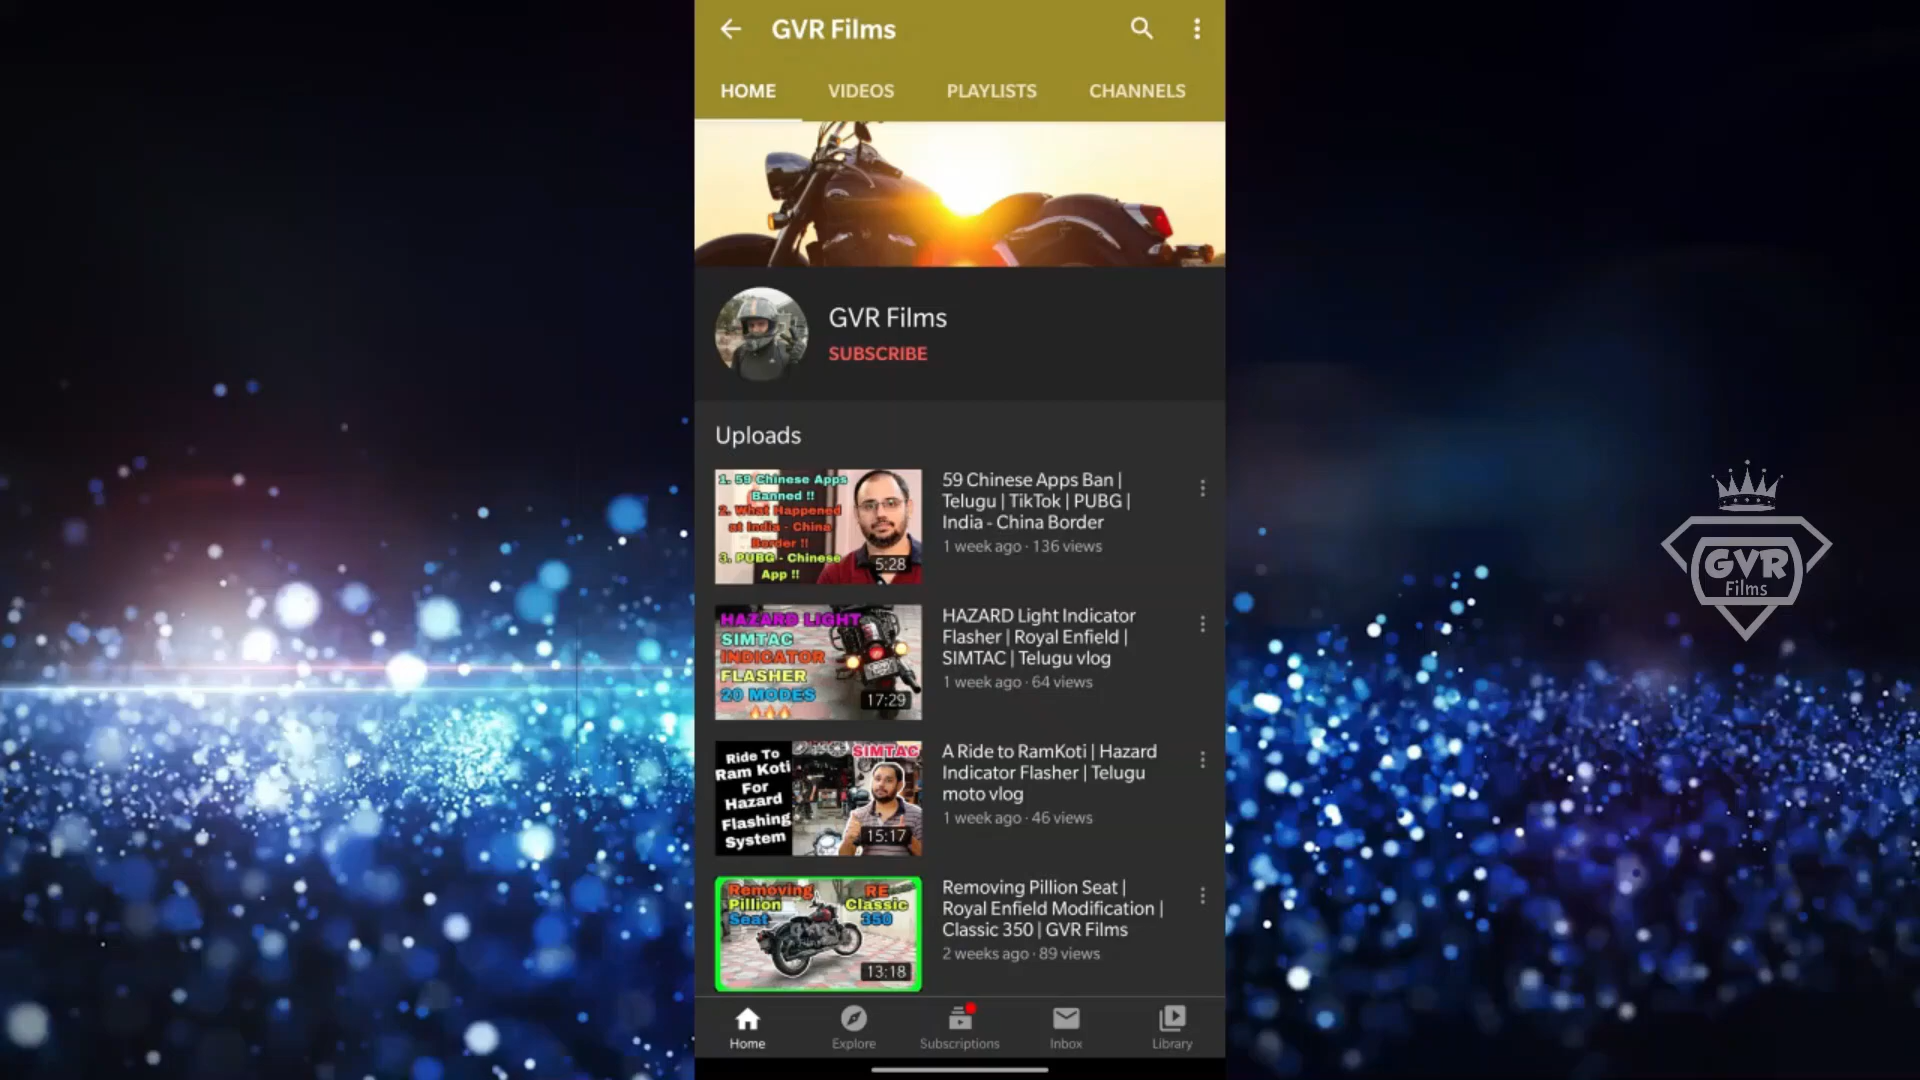 GVR Films
HOME VIDEOS PLAYLISTS CHANNELS
GVR Films
SUBSCRIBE
Uploads
1. 59 Chinese Apps
Banned !!
2. What Happened
at India - China
Border !!
3. PUBG - Chinese
App !!
5:28
59 Chinese Apps Ban |
Telugu | TikTok | PUBG |
India - China Border
1 week ago · 136 views
HAZARD LIGHT
SIMTAC
INDICATOR
FLASHER
20 MODES
17:29
HAZARD Light Indicator
Flasher | Royal Enfield |
SIMTAC | Telugu vlog
1 week ago · 64 views
Ride To
Ram Koti
For
Hazard
Flashing
System
SIMTAC
15:17
A Ride to RamKoti | Hazard
Indicator Flasher | Telugu
moto vlog
1 week ago · 46 views
Removing
Pillion
Seat
RE
Classic
350
GVR
13:18
Removing Pillion Seat |
Royal Enfield Modification |
Classic 350 | GVR Films
2 weeks ago · 89 views
Home Explore Subscriptions Inbox Library
GVR
Films